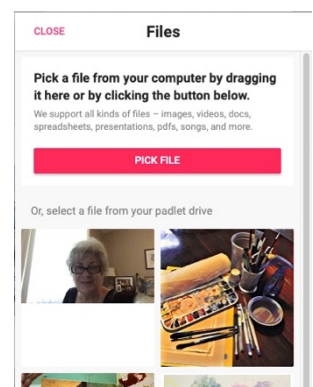 CLOSE Files
Pick a file from your computer by dragging
it here or by clicking the button below.
We support all kinds of files – images, videos, docs,
spreadsheets, presentations, pdfs, songs, and more.
PICK FILE
Or, select a file from your padlet drive